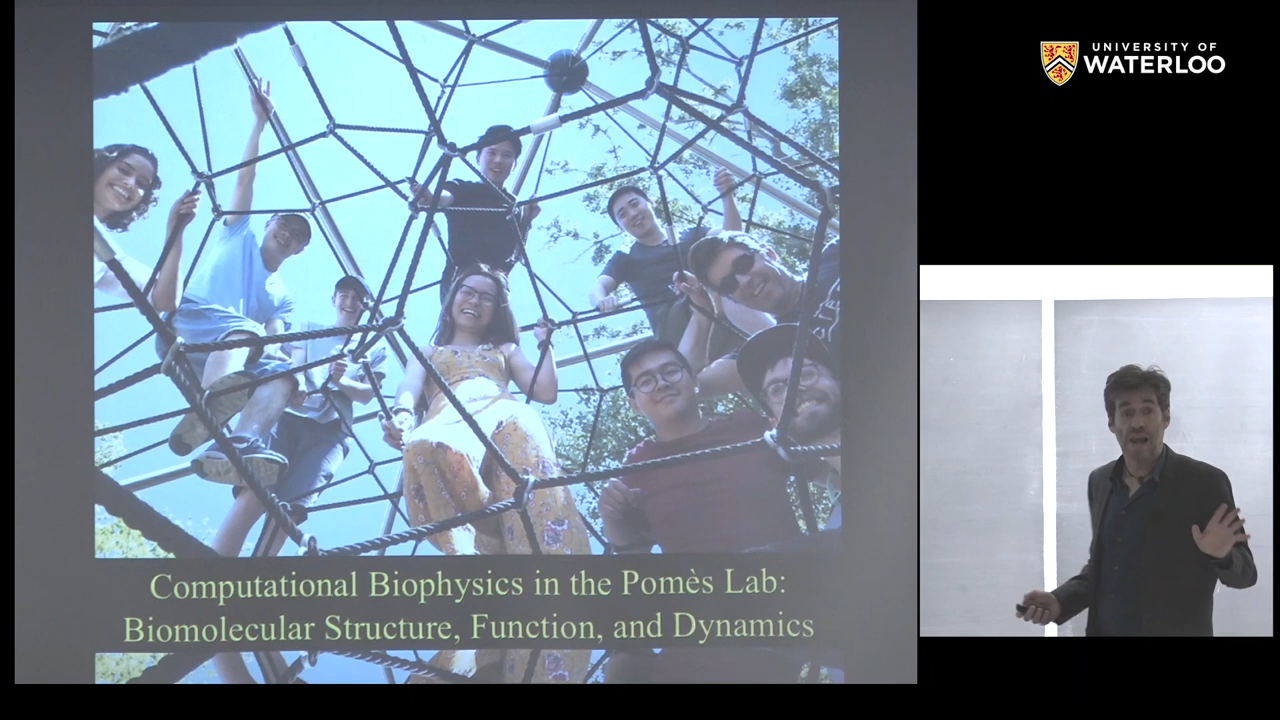 UNIVERSITY OF
WATERLOO
Computational Biophysics in the Pomès Lab:
Biomolecular Structure, Function, and Dynamics